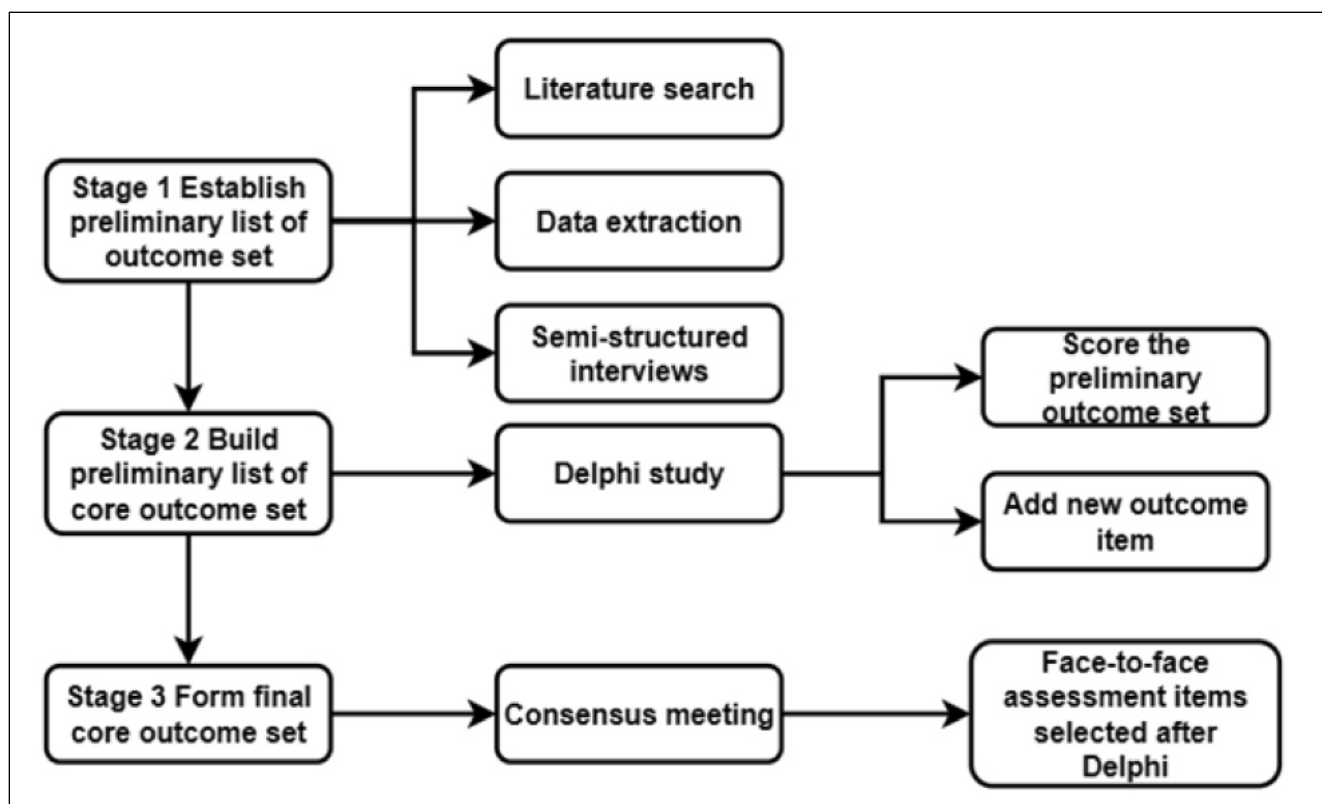 Literature search
Stage 1 Establish
preliminary list of
outcome set
Data extraction
Semi-structured
interviews
Score the
preliminary
outcome set
Stage 2 Build
preliminary list of
core outcome set
Delphi study
Add new outcome
item
Stage 3 Form final
core outcome set
Consensus meeting
Face-to-face
assessment items
selected after
Delphi